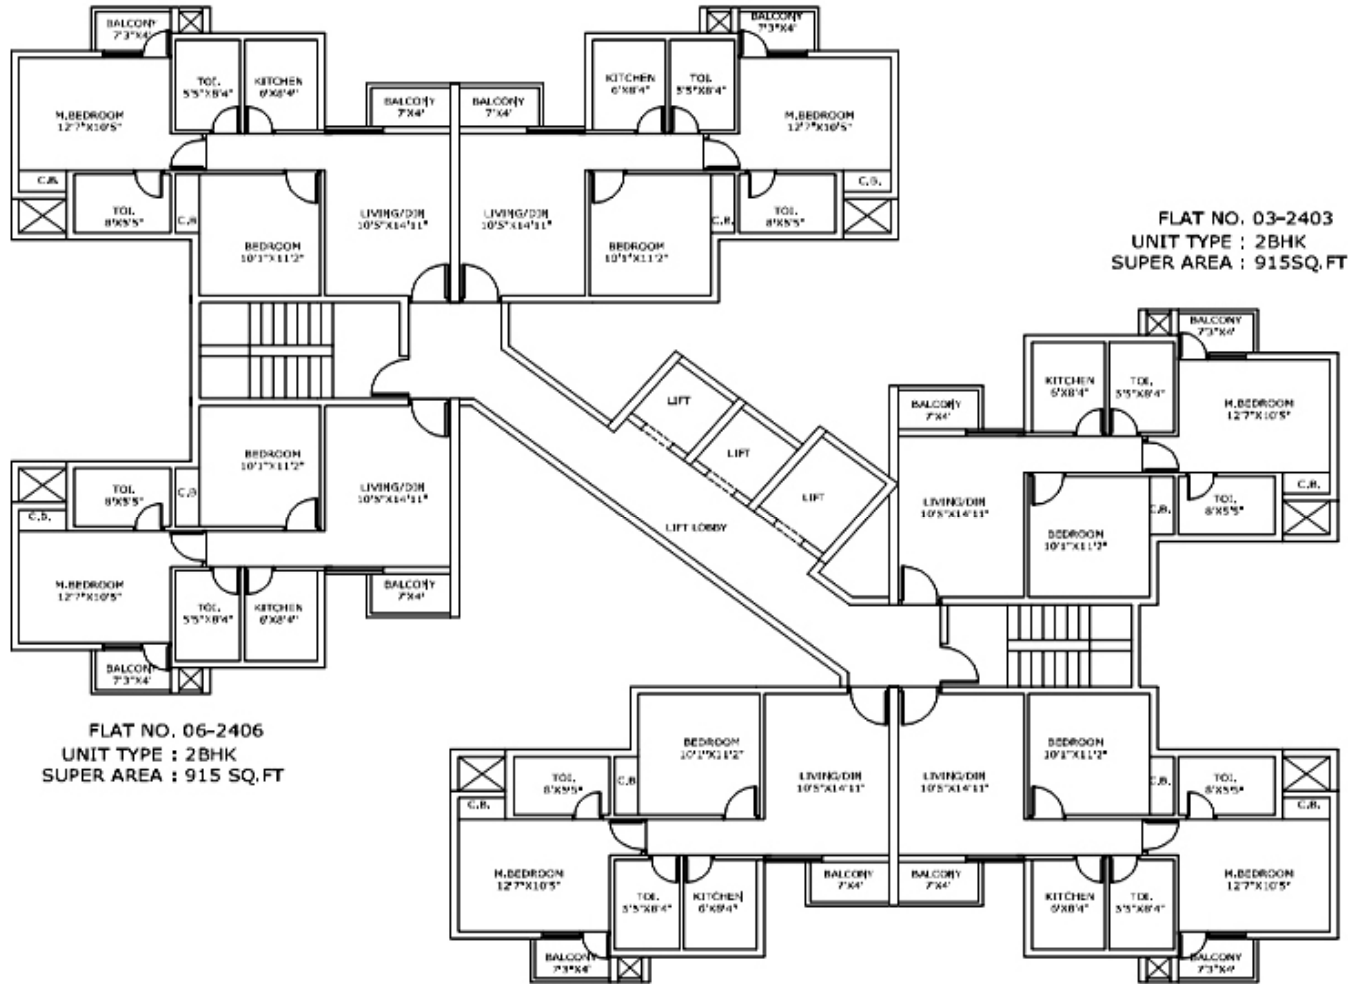 BALCONY
7'3"X4'
TOI.
5'5"X8'4"
KITCHEN
6'X8'4"
M.BEDROOM
12'7"X10'5"
BALCONY
7'X4'
C.B.
TOI.
8'X5'5"
C.B
BEDROOM
10'1"X11'2"
LIVING/DIN
10'5"X14'11"
BALCONY
7'3"X4'
KITCHEN
6'X8'4"
TOI.
5'5"X8'4"
M.BEDROOM
12'7"X10'5"
BALCONY
7'X4'
LIVING/DIN
10'5"X14'11"
BEDROOM
10'1"X11'2"
C.B.
TOI.
8'X5'5"
C.B.
FLAT NO. 03-2403
UNIT TYPE : 2BHK
SUPER AREA : 915SQ.FT
BALCONY
7'3"X4'
KITCHEN
6'X8'4"
TOI.
5'5"X8'4"
M.BEDROOM
12'7"X10'5"
BALCONY
7'X4'
LIVING/DIN
10'5"X14'11"
BEDROOM
10'1"X11'2"
C.B.
TOI.
8'X5'5"
C.B.
LIFT
LIFT
LIFT
LIFT LOBBY
BEDROOM
10'1"X11'2"
LIVING/DIN
10'5"X14'11"
TOI.
8'X5'5"
C.B
C.B.
M.BEDROOM
12'7"X10'5"
TOI.
5'5"X8'4"
KITCHEN
6'X8'4"
BALCONY
7'X4'
BALCONY
7'3"X4'
FLAT NO. 06-2406
UNIT TYPE : 2BHK
SUPER AREA : 915 SQ.FT
BEDROOM
10'1"X11'2"
LIVING/DIN
10'5"X14'11"
TOI.
8'X5'5"
C.B.
C.B.
M.BEDROOM
12'7"X10'5"
TOI.
5'5"X8'4"
KITCHEN
6'X8'4"
BALCONY
7'X4'
BALCONY
7'3"X4'
LIVING/DIN
10'5"X14'11"
BEDROOM
10'1"X11'2"
C.B.
TOI.
8'X5'5"
C.B.
M.BEDROOM
12'7"X10'5"
BALCONY
7'X4'
KITCHEN
6'X8'4"
TOI.
5'5"X8'4"
BALCONY
7'3"X4'